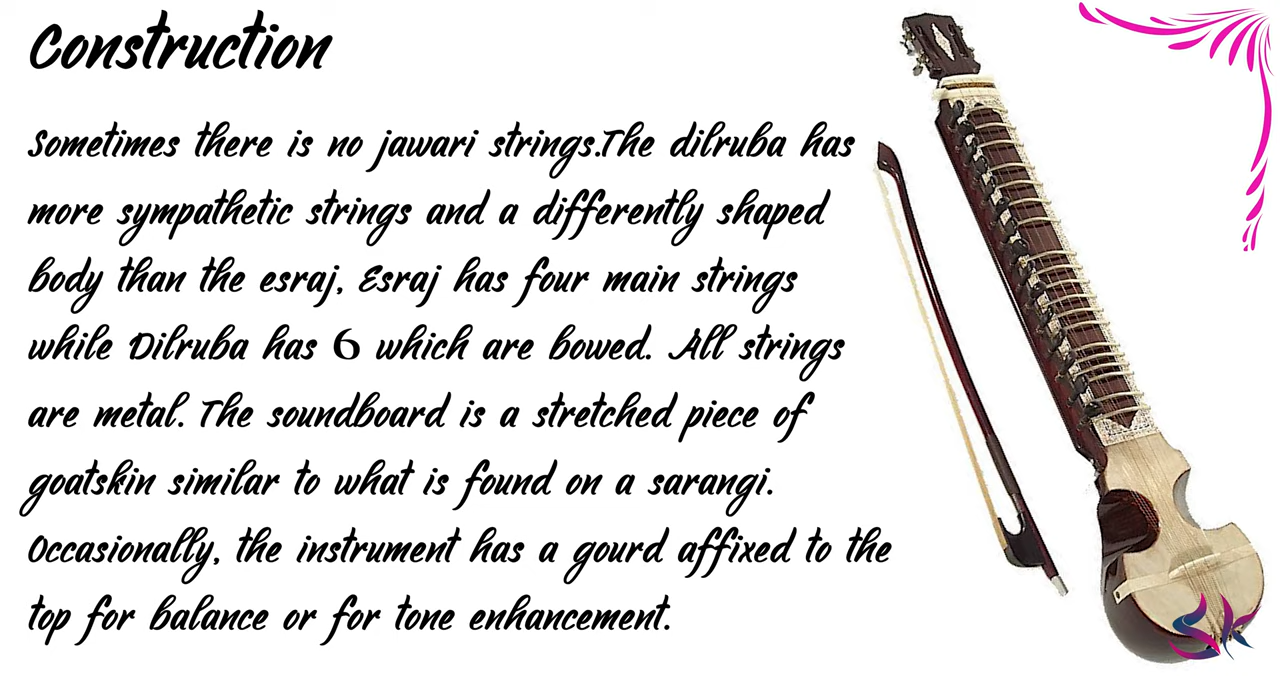 Construction
Sometimes there is no jawari strings.The dilruba has
more sympathetic strings and a differently shaped
body than the esraj, Esraj has four main strings
while Dilruba has 6 which are bowed. All strings
are metal. The soundboard is a stretched piece of
goatskin similar to what is found on a sarangi.
Occasionally, the instrument has a gourd affixed to the
top for balance or for tone enhancement.
SK